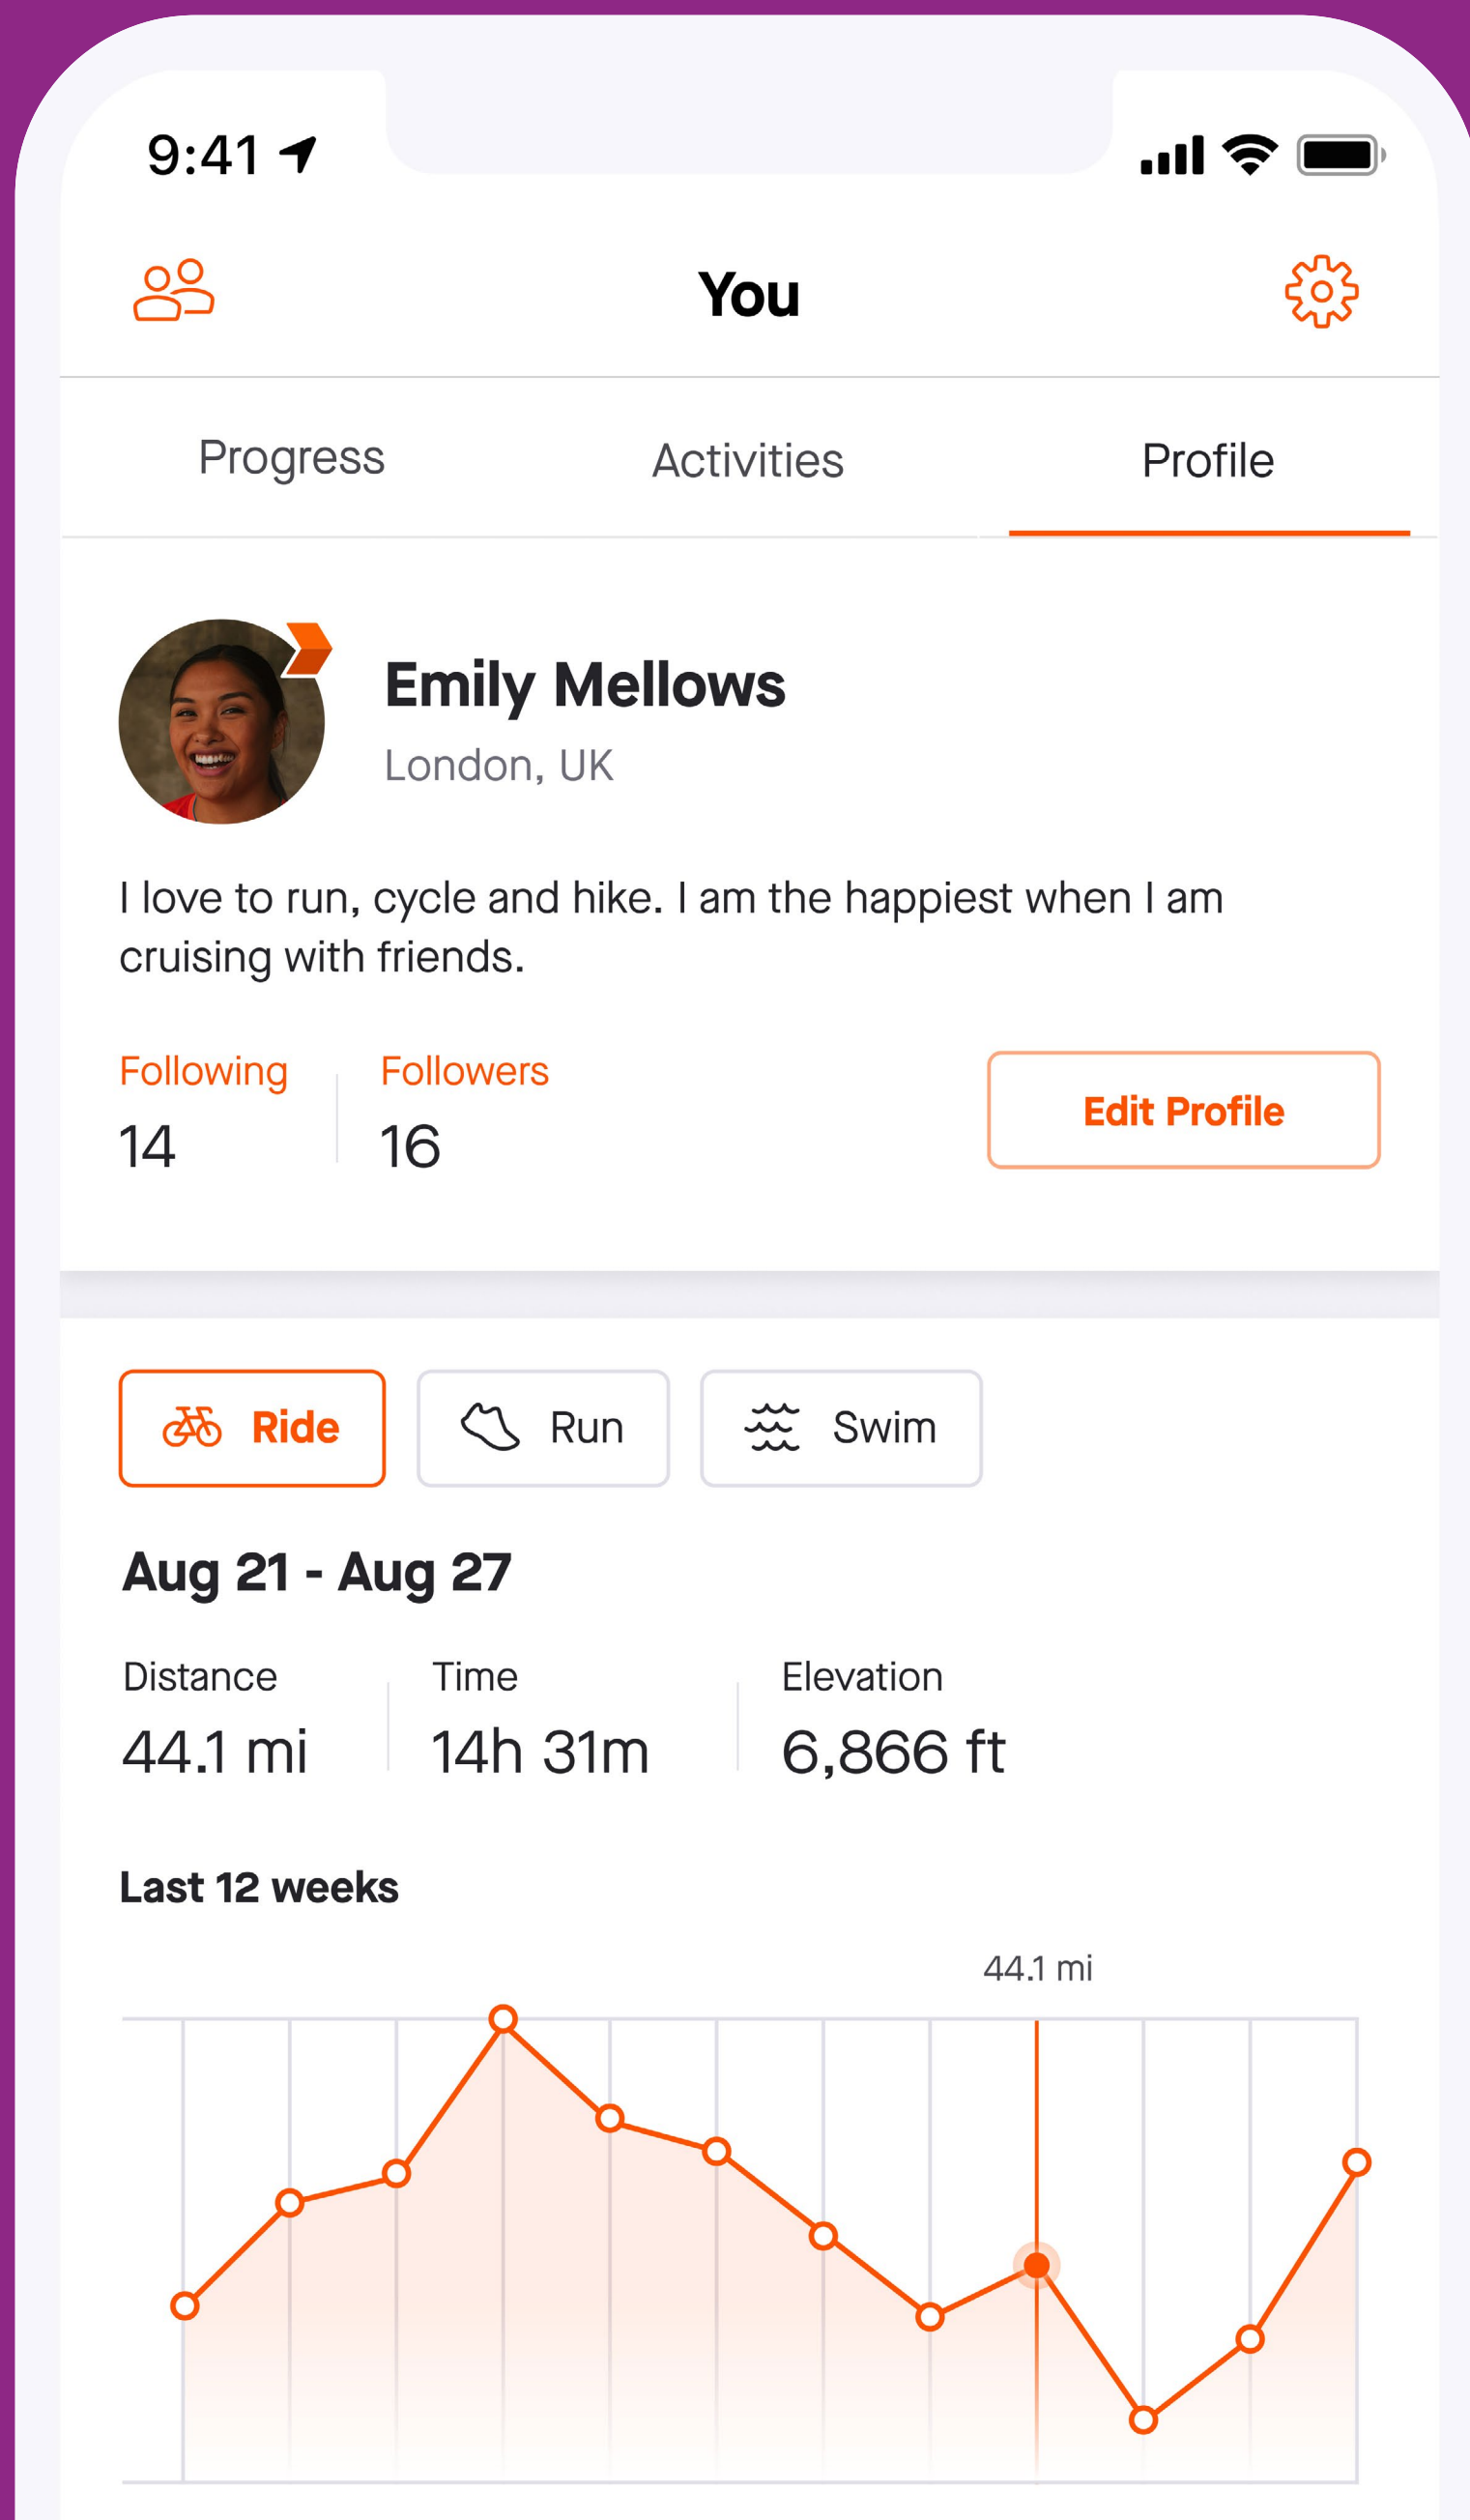 9:41
You
Progress Activities Profile
Emily Mellows
London, UK
I love to run, cycle and hike. I am the happiest when I am
cruising with friends.
Following Followers
14 16
Edit Profile
Ride Run Swim
Aug 21 - Aug 27
Distance Time Elevation
44.1 mi 14h 31m 6,866 ft
Last 12 weeks
44.1 mi